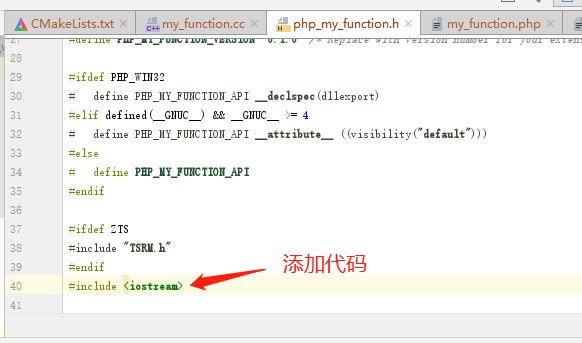 CMakeLists.txt my_function.cc php_my_function.h my_function.php
27 #define PHP_MY_FUNCTION_VERSION "0.1.0" /* Replace with version number for your exten
28
29 #ifdef PHP_WIN32
30 # define PHP_MY_FUNCTION_API __declspec(dllexport)
31 #elif defined(__GNUC__) && __GNUC__ >= 4
32 # define PHP_MY_FUNCTION_API __attribute__ ((visibility("default")))
33 #else
34 # define PHP_MY_FUNCTION_API
35 #endif
36
37 #ifdef ZTS
38 #include "TSRM.h"
39 #endif
添加代码
40 #include <iostream>
41